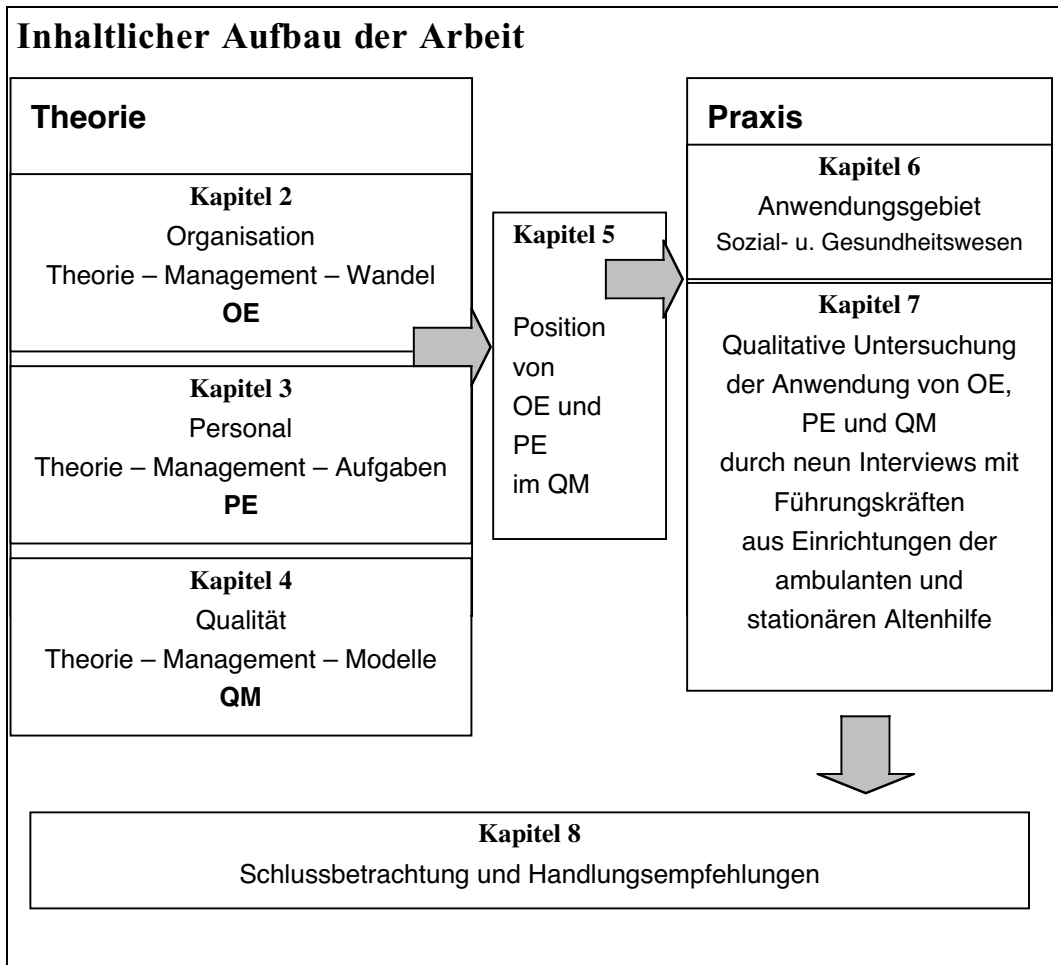 Inhaltlicher Aufbau der Arbeit
Theorie
Kapitel 2
Organisation
Theorie – Management – Wandel
OE
Kapitel 3
Personal
Theorie – Management – Aufgaben
PE
Kapitel 4
Qualität
Theorie – Management – Modelle
QM
Kapitel 5
Position
von
OE und
PE
im QM
Praxis
Kapitel 6
Anwendungsgebiet
Sozial- u. Gesundheitswesen
Kapitel 7
Qualitative Untersuchung
der Anwendung von OE,
PE und QM
durch neun Interviews mit
Führungskräften
aus Einrichtungen der
ambulanten und
stationären Altenhilfe
Kapitel 8
Schlussbetrachtung und Handlungsempfehlungen